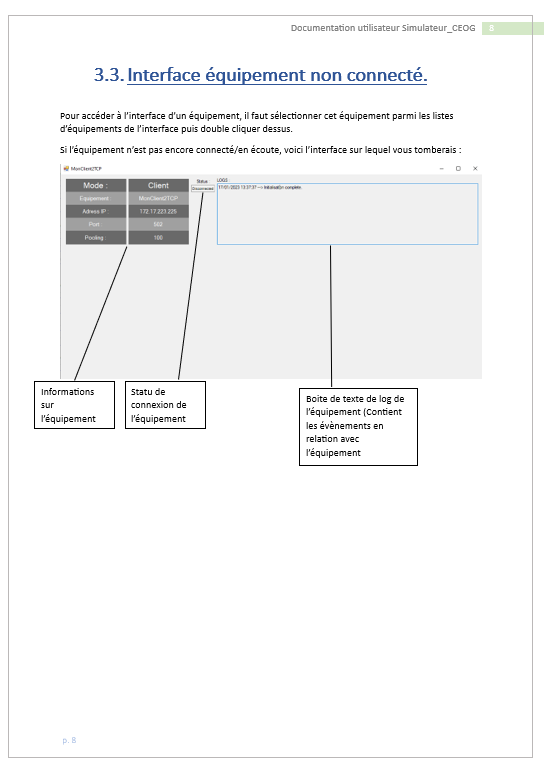 Documentation utilisateur Simulateur_CEOG 8
3.3. Interface équipement non connecté.
Pour accéder à l'interface d'un équipement, il faut sélectionner cet équipement parmi les listes
d'équipements de l'interface puis double cliquer dessus.
Si l'équipement n'est pas encore connecté/en écoute, voici l'interface sur lequel vous tomberais :
MonClient2TCP
Mode : Client
Equipement : MonClient2TCP
Adress IP : 172.17.223.225
Port : 502
Pooling : 100
Status
Disconnected
LOGS :
17/01/2023 13:37:37 --> Initialisation complète.
Informations
sur
l'équipement
Statu de
connexion de
l'équipement
Boite de texte de log de
l'équipement (Contient
les évènements en
relation avec
l'équipement
p. 8